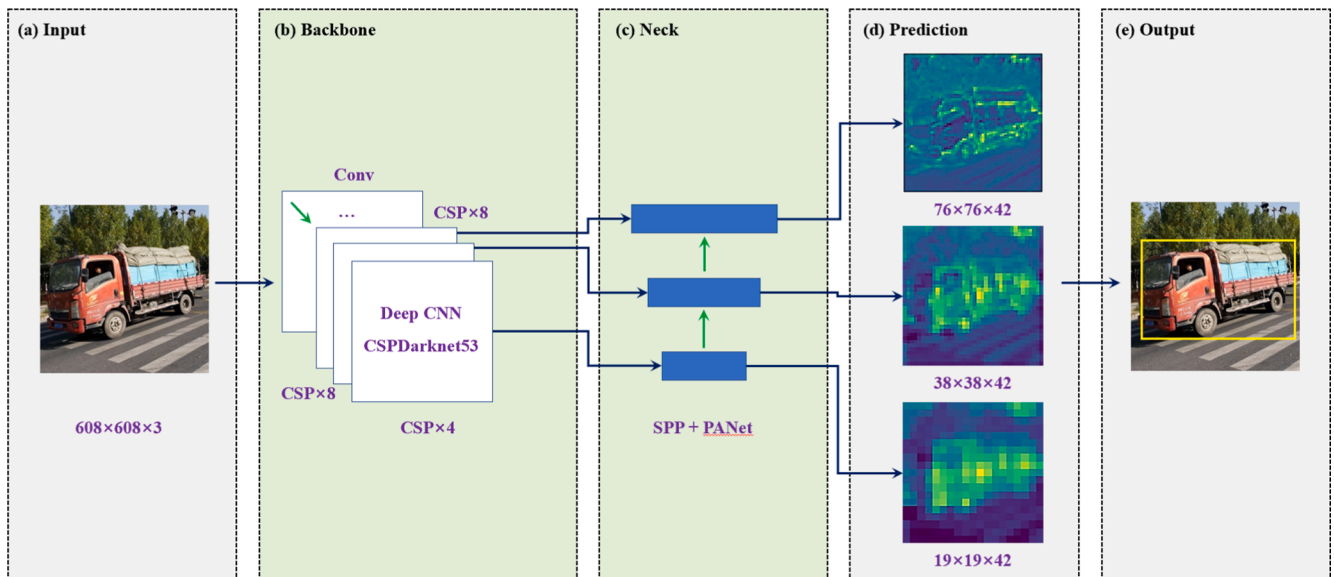 (a) Input
(b) Backbone
(c) Neck
(d) Prediction
(e) Output
608×608×3
Conv
...
CSP×8
Deep CNN
CSPDarknet53
CSP×8
CSP×4
SPP + PANet
76×76×42
38×38×42
19×19×42